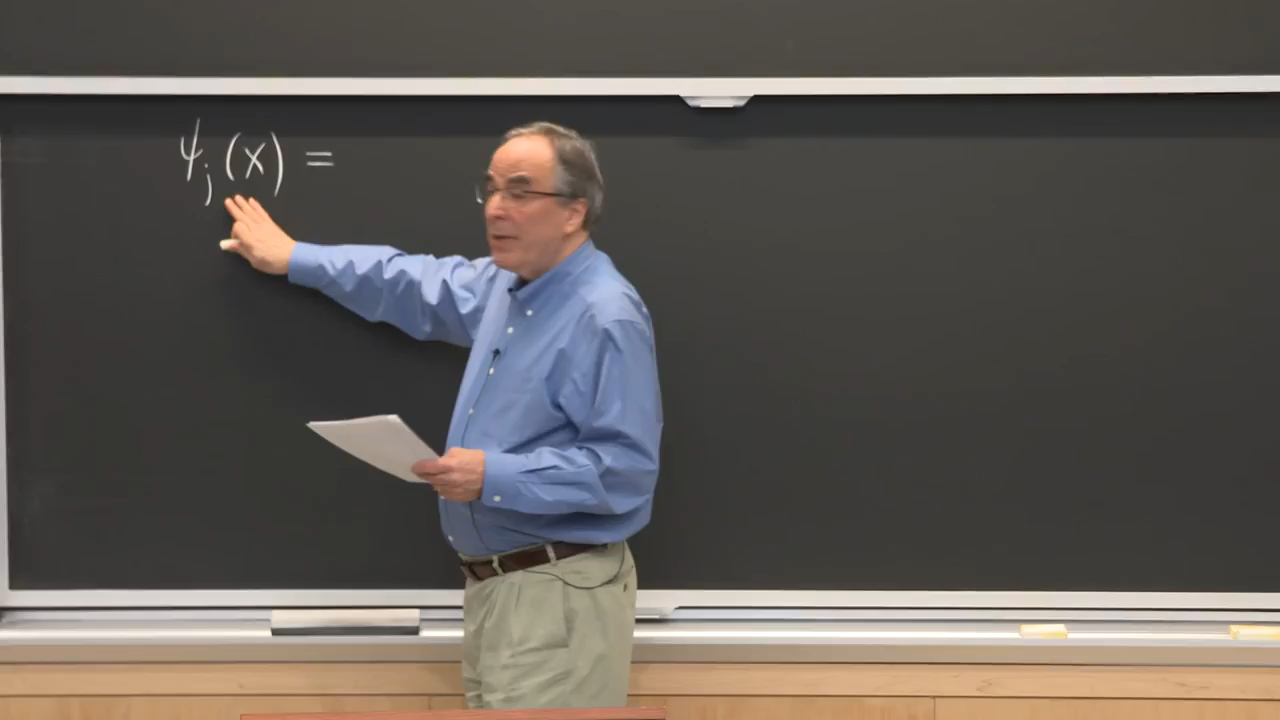 ψⱼ(x) =